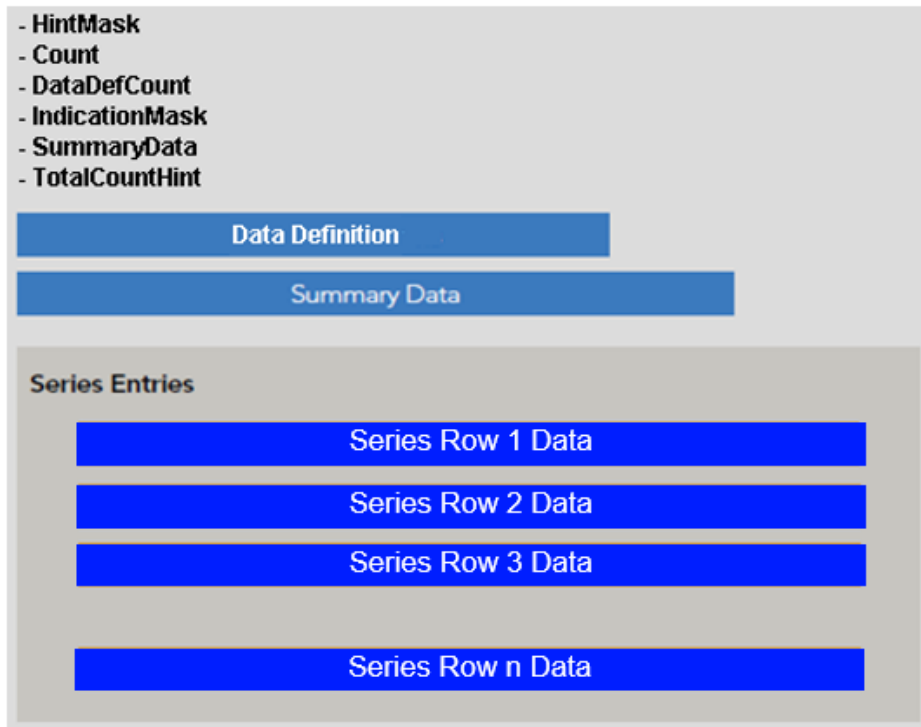 - HintMask
- Count
- DataDefCount
- IndicationMask
- SummaryData
- TotalCountHint
Data Definition
Summary Data
Series Entries
Series Row 1 Data
Series Row 2 Data
Series Row 3 Data
Series Row n Data